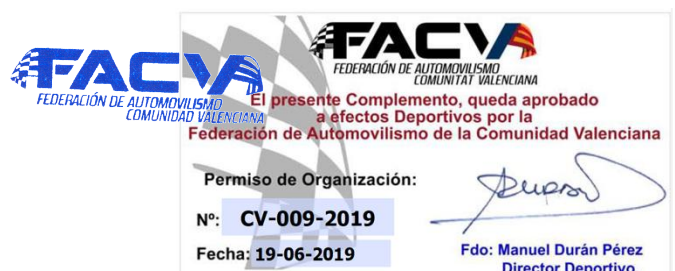 FACVA
FEDERACIÓN DE AUTOMOVILISMO
COMUNITAT VALENCIANA
FACVA
FEDERACIÓN DE AUTOMOVILISMO
COMUNIDAD VALENCIANA
El presente Complemento, queda aprobado
a efectos Deportivos por la
Federación de Automovilismo de la Comunidad Valenciana
Permiso de Organización:
Nº: CV-009-2019
Fecha: 19-06-2019
Fdo: Manuel Durán Pérez
Director Deportivo